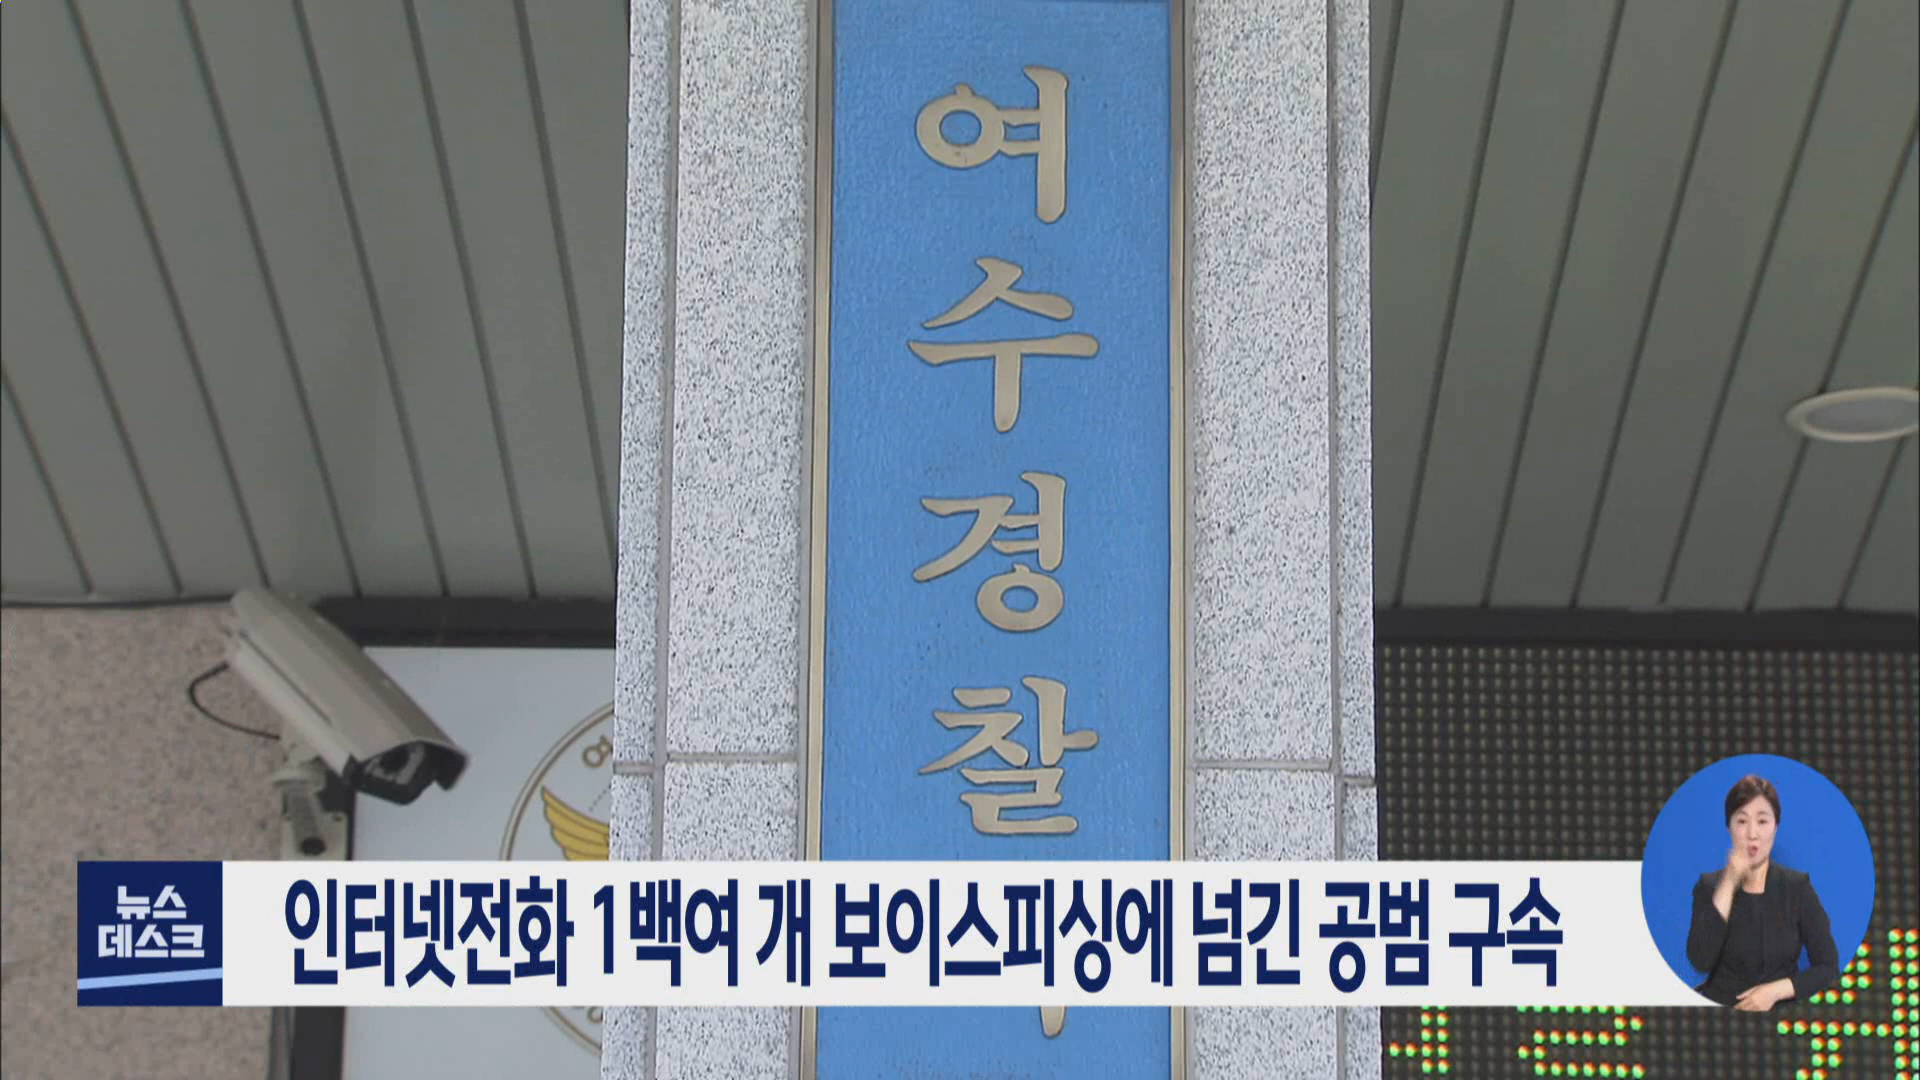 여
수
경
찰
뉴스
데스크
인터넷전화 1백여 개 보이스피싱에 넘긴 공범 구속